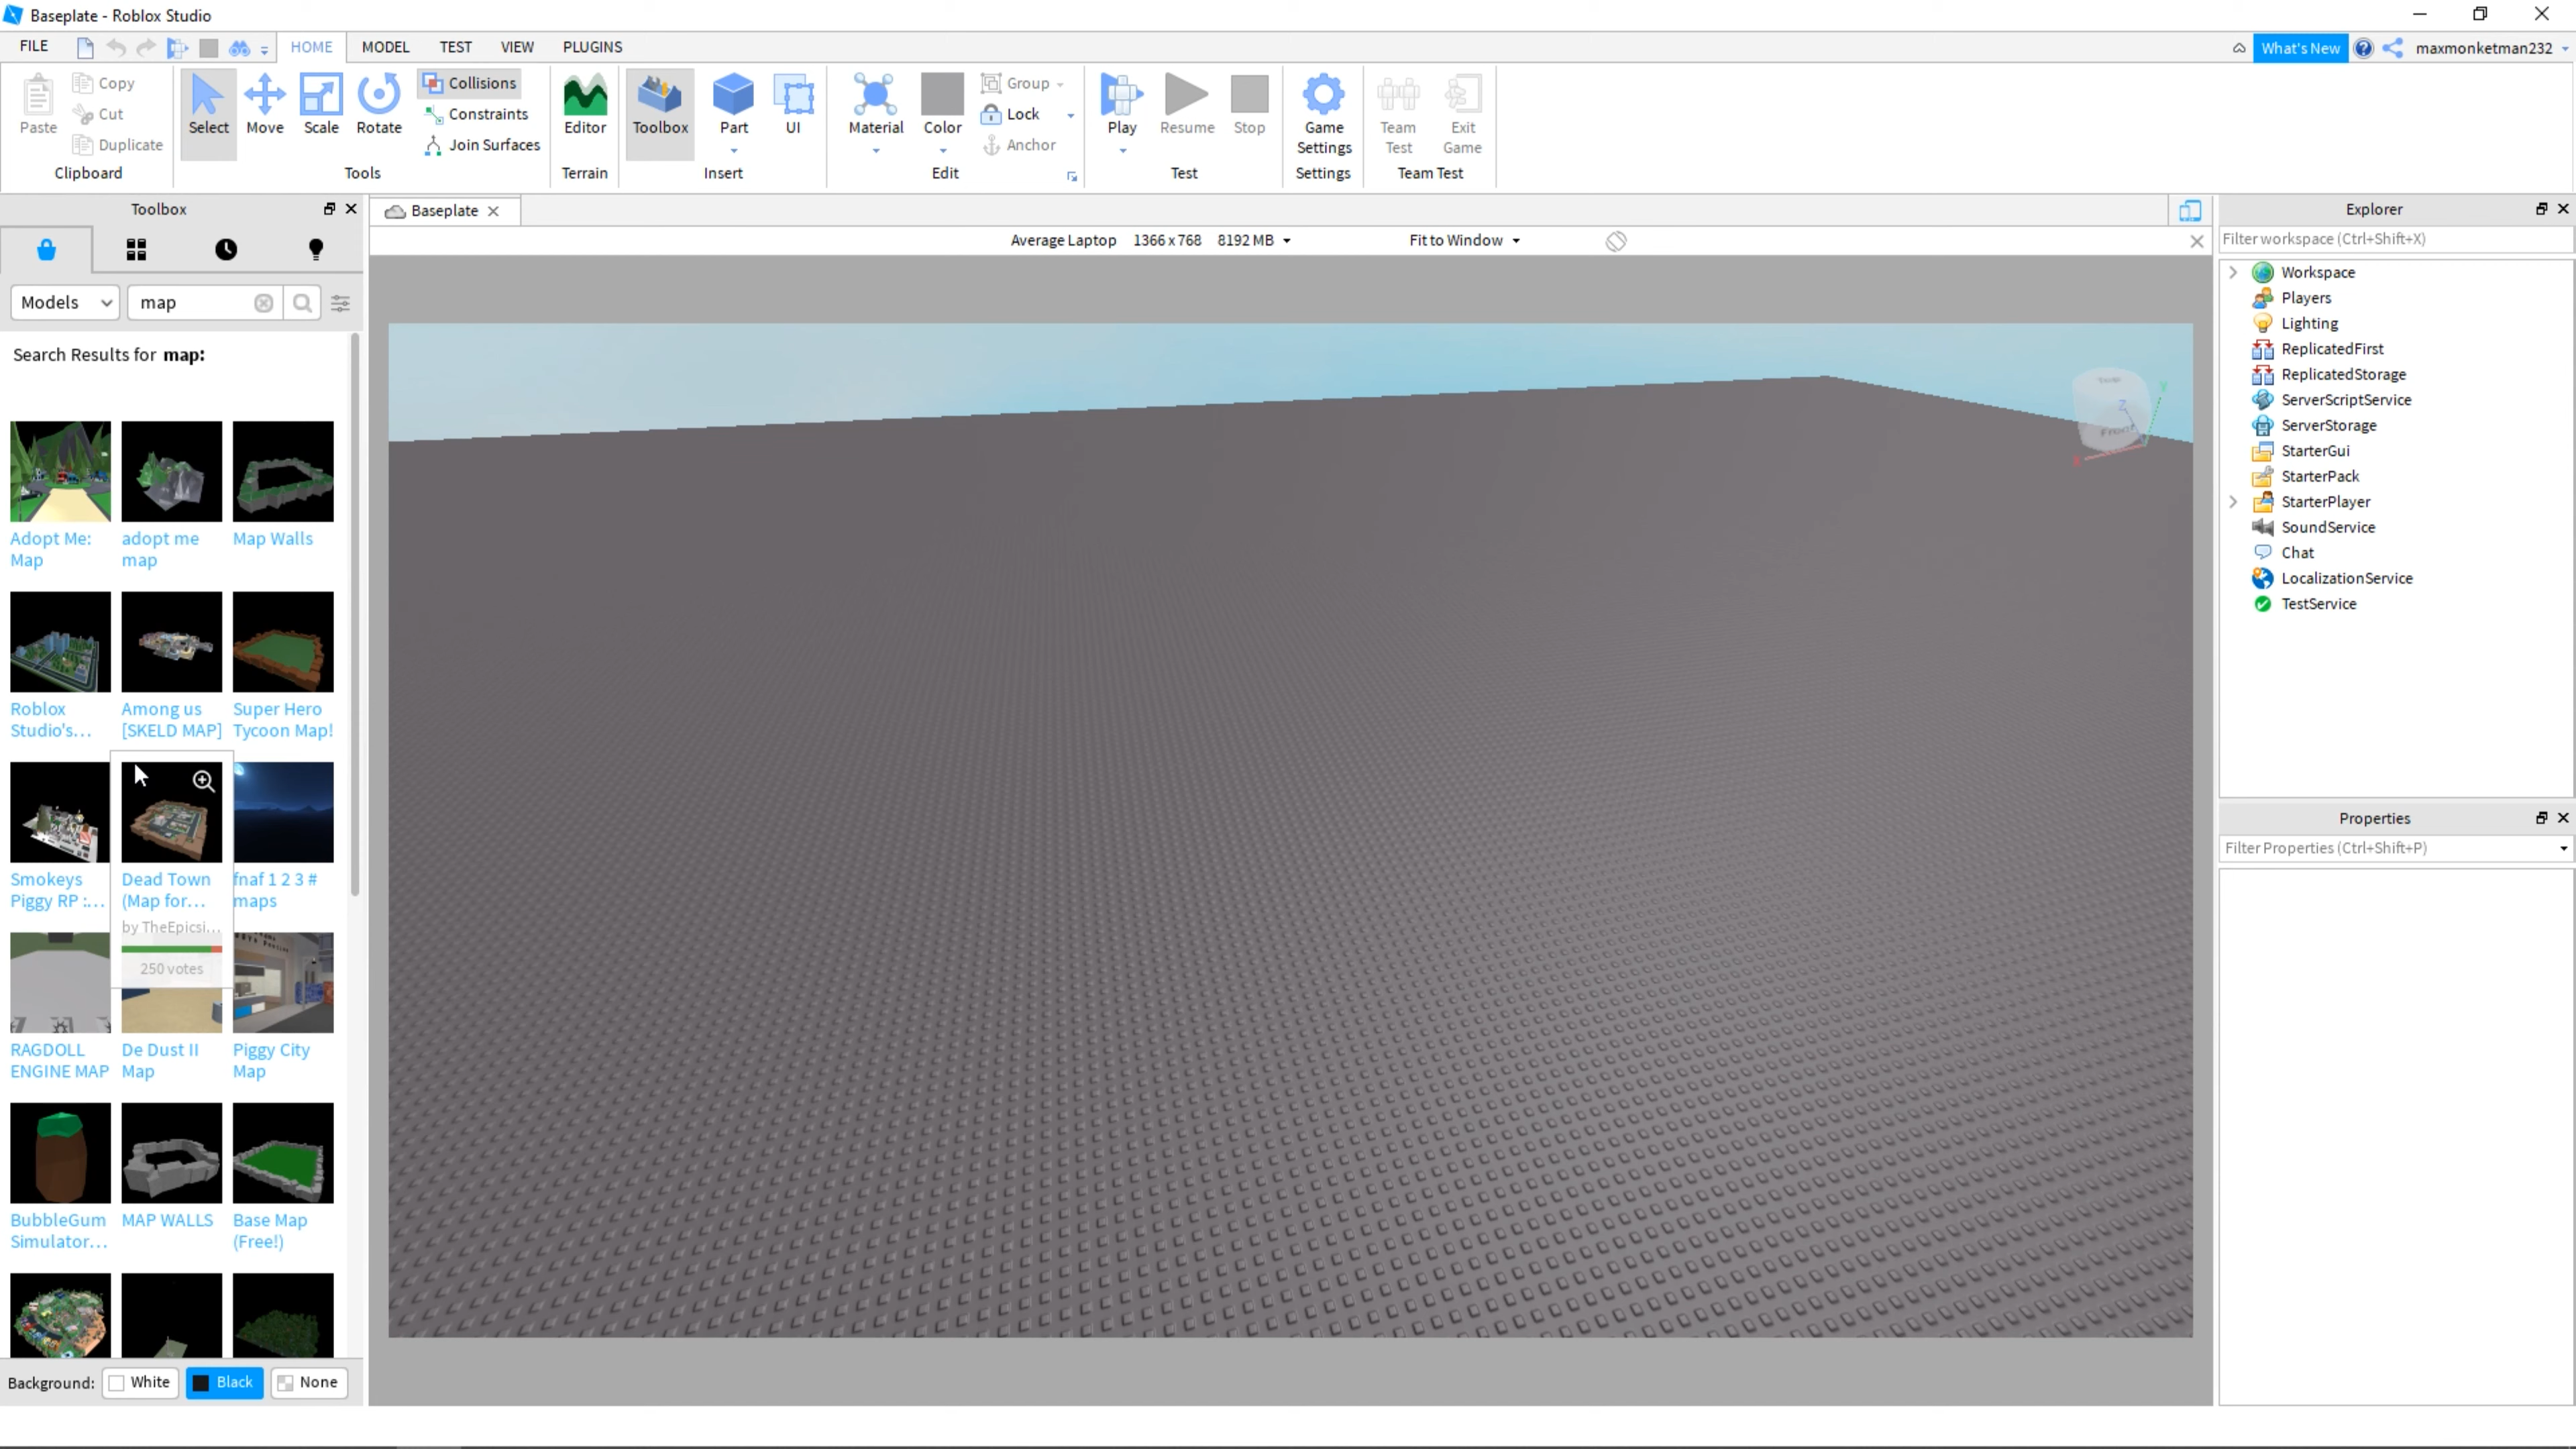 Baseplate - Roblox Studio
FILE
HOME
MODEL
TEST
VIEW
PLUGINS
What's New
maxmonketman232
Paste
Copy
Cut
Duplicate
Clipboard
Select
Move
Scale
Rotate
Collisions
Constraints
Join Surfaces
Tools
Editor
Terrain
Toolbox
Part
UI
Insert
Material
Color
Group
Lock
Anchor
Edit
Play
Resume
Stop
Test
Game
Settings
Settings
Team
Test
Exit
Game
Team Test
Toolbox
Models
map
Search Results for map:
Adopt Me:
Map
adopt me
map
Map Walls
Roblox
Studio's...
Among us
[SKELD MAP]
Super Hero
Tycoon Map!
Smokeys
Piggy RP :...
Dead Town
(Map for...
by TheEpicsi...
250 votes
fnaf 1 2 3 #
maps
RAGDOLL
ENGINE MAP
De Dust II
Map
Piggy City
Map
BubbleGum
Simulator...
MAP WALLS
Base Map
(Free!)
Background:
White
Black
None
Baseplate
Average Laptop 1366 x 768 8192 MB
Fit to Window
Front
Z
Y
X
Explorer
Filter workspace (Ctrl+Shift+X)
Workspace
Players
Lighting
ReplicatedFirst
ReplicatedStorage
ServerScriptService
ServerStorage
StarterGui
StarterPack
StarterPlayer
SoundService
Chat
LocalizationService
TestService
Properties
Filter Properties (Ctrl+Shift+P)